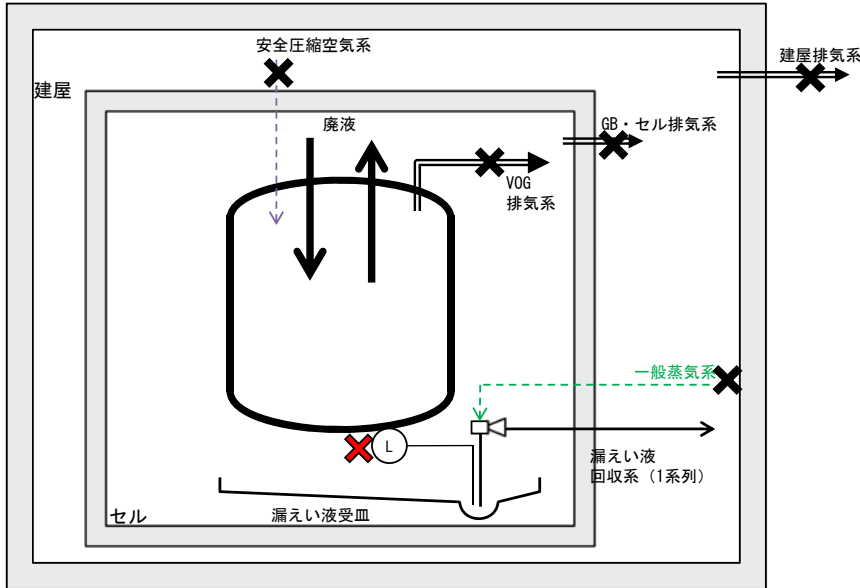 安全圧縮空気系
建屋排気系
建屋
廃液
GB・セル排気系
VOG
排気系
一般蒸気系
L
漏えい液
回収系（1系列）
セル
漏えい液受皿